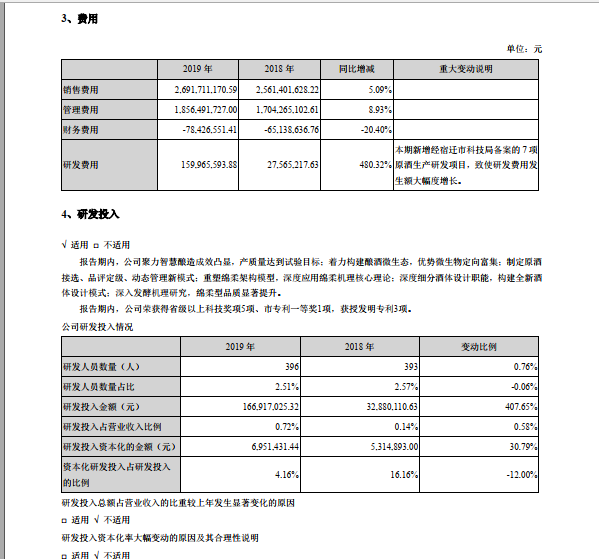 3、费用
单位：元
2019 年 2018 年 同比增减 重大变动说明
销售费用 2,691,711,170.59 2,561,401,628.22 5.09%
管理费用 1,856,491,727.00 1,704,265,102.61 8.93%
财务费用 -78,426,551.41 -65,138,636.76 -20.40%
研发费用 159,965,593.88 27,565,217.63 480.32% 本期新增经宿迁市科技局备案的 7 项
原酒生产研发项目，致使研发费用发
生额大幅度增长。
4、研发投入
√ 适用 □ 不适用
报告期内，公司聚力智慧酿造成效凸显，产质量达到试验目标；着力构建酿酒微生态，优势微生物定向富集；制定原酒
接选、品评定级、动态管理新模式；重塑绵柔架构模型，深度应用绵柔机理核心理论；深度细分酒体设计职能，构建全新酒
体设计模式；深入发酵机理研究，绵柔型品质显著提升。
报告期内，公司荣获得省级以上科技奖项5项、市专利一等奖1项，获授发明专利3项。
公司研发投入情况
2019 年 2018 年 变动比例
研发人员数量（人） 396 393 0.76%
研发人员数量占比 2.51% 2.57% -0.06%
研发投入金额（元） 166,917,025.32 32,880,110.63 407.65%
研发投入占营业收入比例 0.72% 0.14% 0.58%
研发投入资本化的金额（元） 6,951,431.44 5,314,893.00 30.79%
资本化研发投入占研发投入
的比例 4.16% 16.16% -12.00%
研发投入总额占营业收入的比重较上年发生显著变化的原因
□ 适用 √ 不适用
研发投入资本化率大幅变动的原因及其合理性说明
□ 适用 √ 不适用